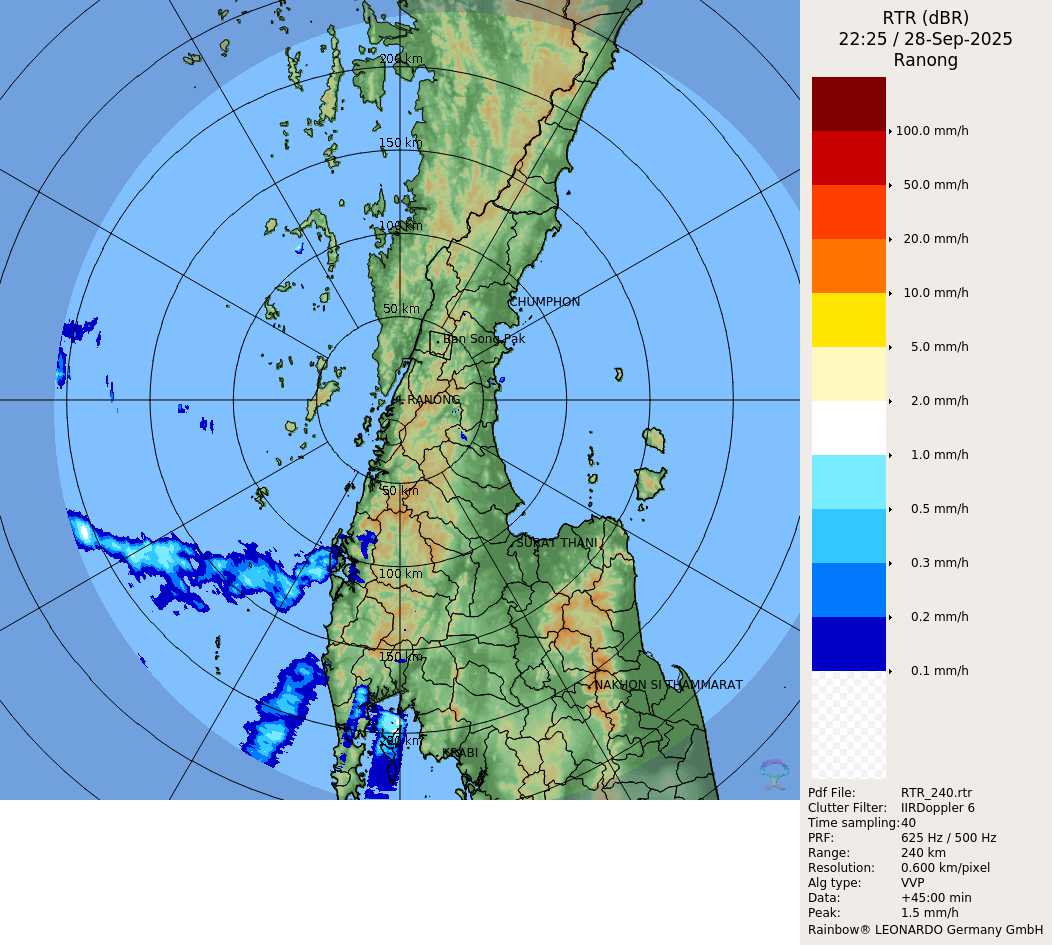 RTR (dBR)
22:25 / 28-Sep-2025
Ranong
200 km
150 km
100 km
50 km
CHUMPHON
Ban Song Pak
RANONG
50 km
SURAT THANI
100 km
150 km
NAKHON SI THAMMARAT
KRABI
100.0 mm/h
50.0 mm/h
20.0 mm/h
10.0 mm/h
5.0 mm/h
2.0 mm/h
1.0 mm/h
0.5 mm/h
0.3 mm/h
0.2 mm/h
0.1 mm/h
Pdf File: RTR_240.rtr
Clutter Filter: IIRDoppler 6
Time sampling:40
PRF: 625 Hz / 500 Hz
Range: 240 km
Resolution: 0.600 km/pixel
Alg type: VVP
Data: +45:00 min
Peak: 1.5 mm/h
Rainbow® LEONARDO Germany GmbH